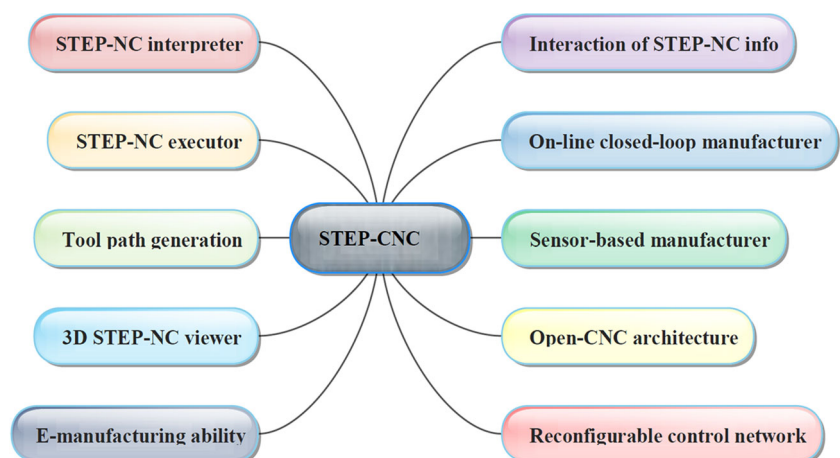 STEP-NC interpreter
STEP-NC executor
Tool path generation
3D STEP-NC viewer
E-manufacturing ability
STEP-CNC
Interaction of STEP-NC info
On-line closed-loop manufacturer
Sensor-based manufacturer
Open-CNC architecture
Reconfigurable control network